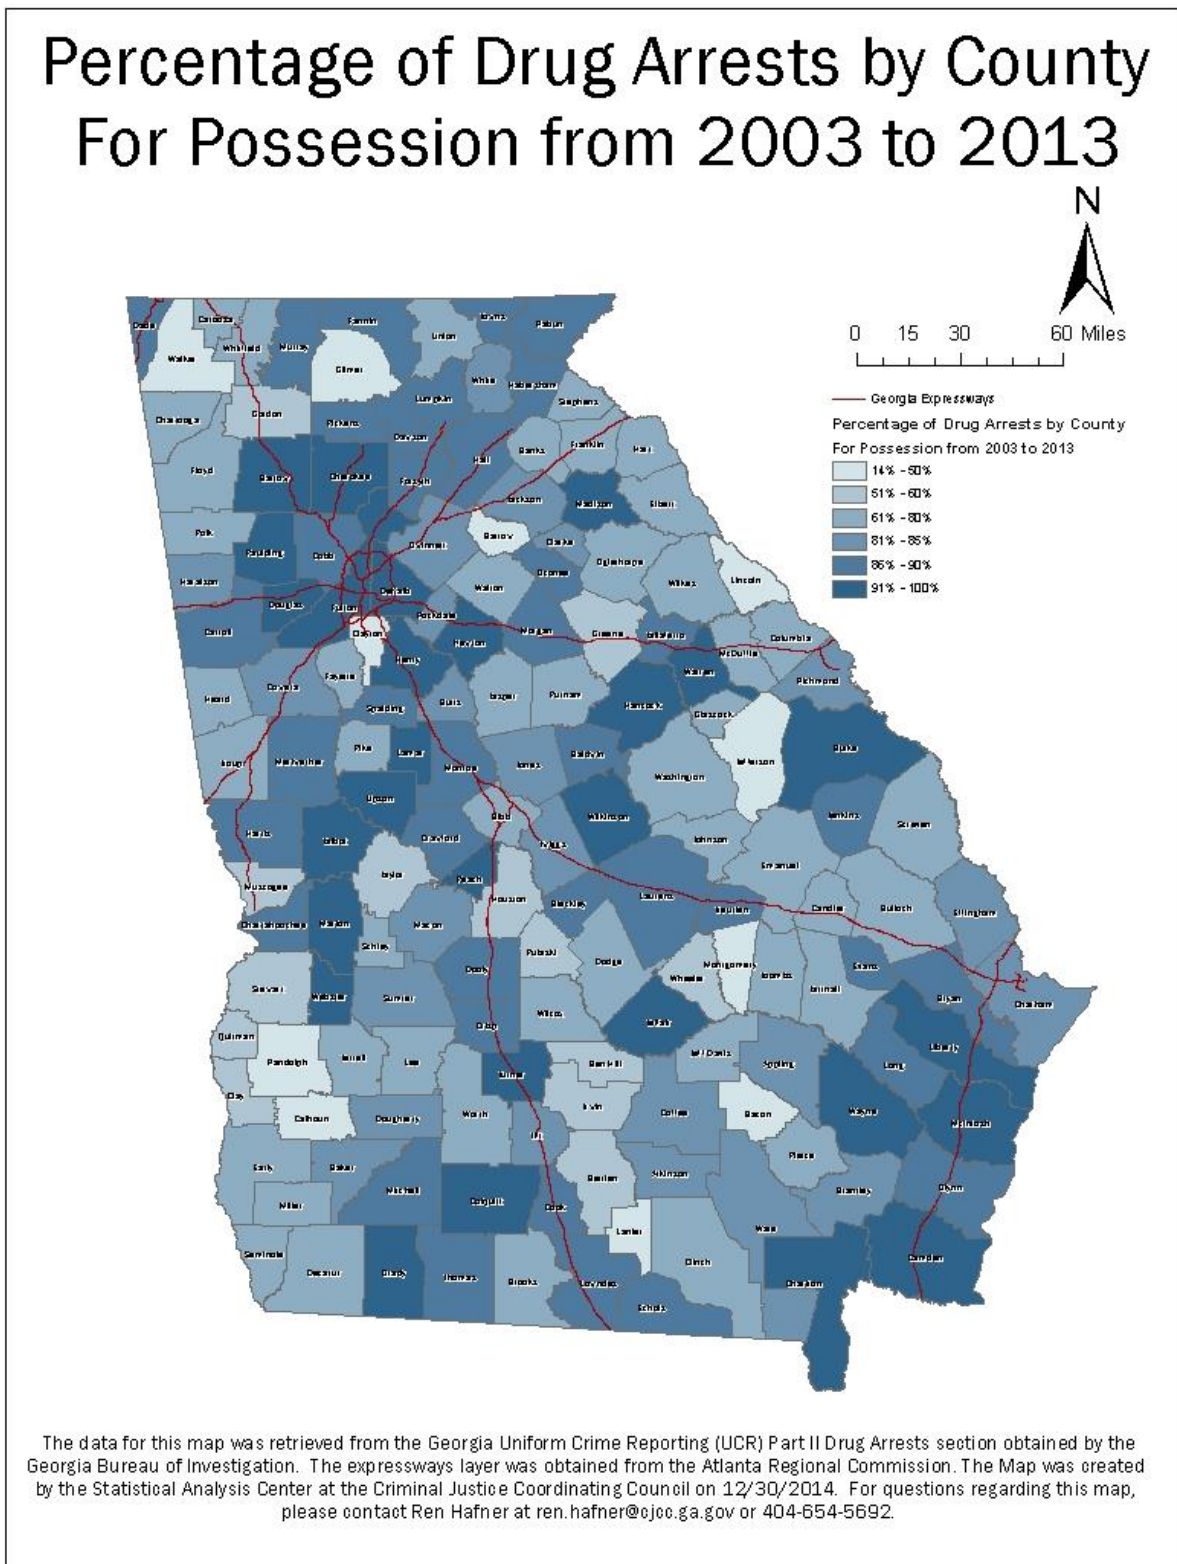 Percentage of Drug Arrests by County
For Possession from 2003 to 2013
N
0 15 30 60 Miles
Georgia Expressways
Percentage of Drug Arrests by County
For Possession from 2003 to 2013
14% - 50%
51% - 60%
61% - 80%
81% - 85%
86% - 90%
91% - 100%
Dade
Catoosa
Fannin
Union
Rabun
Walker
Whitfield
Murray
Gilmer
White
Habersham
Lumpkin
Stephens
Chattooga
Gordon
Pickens
Dawson
Banks
Franklin
Hart
Floyd
Cherokee
Forsyth
Hall
Jackson
Madison
Elbert
Polk
Paulding
Cobb
Gwinnett
Barrow
Clarke
Oglethorpe
Wilkes
Lincoln
Haralson
Douglas
Fulton
DeKalb
Walton
Oconee
Rockdale
Carroll
Clayton
Henry
Newton
Morgan
Greene
Warren
McDuffie
Columbia
Heard
Coweta
Fayette
Spalding
Butts
Jasper
Putnam
Hancock
Glascock
Richmond
Troup
Meriwether
Pike
Lamar
Monroe
Jones
Baldwin
Washington
Jefferson
Burke
Harris
Upson
Bibb
Wilkinson
Jenkins
Screven
Talbot
Taylor
Crawford
Peach
Twiggs
Johnson
Emanuel
Muscogee
Houston
Bleckley
Laurens
Candler
Bulloch
Effingham
Chattahoochee
Marion
Schley
Macon
Pulaski
Dodge
Wheeler
Montgomery
Toombs
Evans
Bryan
Chatham
Stewart
Webster
Sumter
Dooly
Wilcox
Telfair
Liberty
Quitman
Randolph
Terrell
Lee
Crisp
Turner
Ben Hill
Jeff Davis
Appling
Long
Clay
Calhoun
Dougherty
Worth
Tift
Irwin
Coffee
Bacon
Wayne
McIntosh
Early
Baker
Mitchell
Colquitt
Cook
Berrien
Atkinson
Pierce
Brantley
Glynn
Miller
Lanier
Ware
Clinch
Seminole
Decatur
Grady
Thomas
Brooks
Lowndes
Echols
Charlton
Camden
The data for this map was retrieved from the Georgia Uniform Crime Reporting (UCR) Part II Drug Arrests section obtained by the
Georgia Bureau of Investigation. The expressways layer was obtained from the Atlanta Regional Commission. The Map was created
by the Statistical Analysis Center at the Criminal Justice Coordinating Council on 12/30/2014. For questions regarding this map,
please contact Ren Hafner at ren.hafner@cjcc.ga.gov or 404-654-5692.